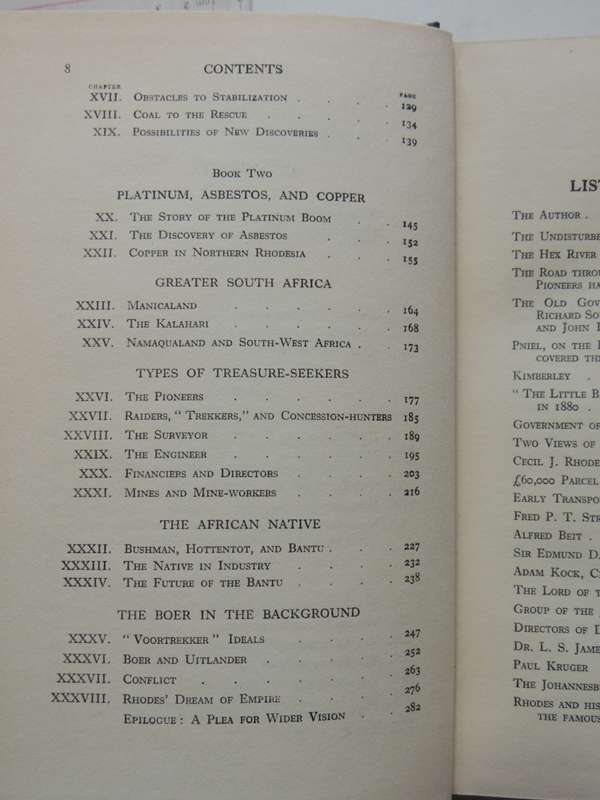 8 CONTENTS
CHAPTER PAGE
XVII. OBSTACLES TO STABILIZATION . . . . 129
XVIII. COAL TO THE RESCUE . . . . 134
XIX. POSSIBILITIES OF NEW DISCOVERIES . . . 139
BOOK TWO
PLATINUM, ASBESTOS, AND COPPER
XX. THE STORY OF THE PLATINUM BOOM . . 145
XXI. THE DISCOVERY OF ASBESTOS . . . 152
XXII. COPPER IN NORTHERN RHODESIA . . . 155
GREATER SOUTH AFRICA
XXIII. MANICALAND . . . . . 164
XXIV. THE KALAHARI . . . . . 168
XXV. NAMAQUALAND AND SOUTH-WEST AFRICA . . 173
TYPES OF TREASURE-SEEKERS
XXVI. THE PIONEERS . . . . . 177
XXVII. RAIDERS, "TREKKERS," AND CONCESSION-HUNTERS 185
XXVIII. THE SURVEYOR . . . . . 189
XXIX. THE ENGINEER . . . . . 195
XXX. FINANCIERS AND DIRECTORS . . . . 203
XXXI. MINES AND MINE-WORKERS . . . . 216
THE AFRICAN NATIVE
XXXII. BUSHMAN, HOTTENTOT, AND BANTU . . . 227
XXXIII. THE NATIVE IN INDUSTRY . . . . 232
XXXIV. THE FUTURE OF THE BANTU . . . . 238
THE BOER IN THE BACKGROUND
XXXV. "VOORTREKKER" IDEALS . . . . 247
XXXVI. BOER AND UITLANDER . . . . . 252
XXXVII. CONFLICT . . . . . . 263
XXXVIII. RHODES' DREAM OF EMPIRE . . . . 276
EPILOGUE : A PLEA FOR WIDER VISION . . 282
LIS
THE AUTHOR .
THE UNDISTURBE
THE HEX RIVER
THE ROAD THROU
PIONEERS HA
THE OLD GOV
RICHARD SO
AND JOHN
PNIEL, ON THE
COVERED TH
KIMBERLEY .
"THE LITTLE B
IN 1880 .
GOVERNMENT OF
TWO VIEWS OF
CECIL J. RHODE
£60,000 PARCEL
EARLY TRANSPO
FRED P. T. STR
ALFRED BEIT .
SIR EDMUND D.
ADAM KOCK, C
THE LORD OF T
GROUP OF THE
DIRECTORS OF D
DR. L. S. JAME
PAUL KRUGER
THE JOHANNESB
RHODES AND HIS
THE FAMOUS